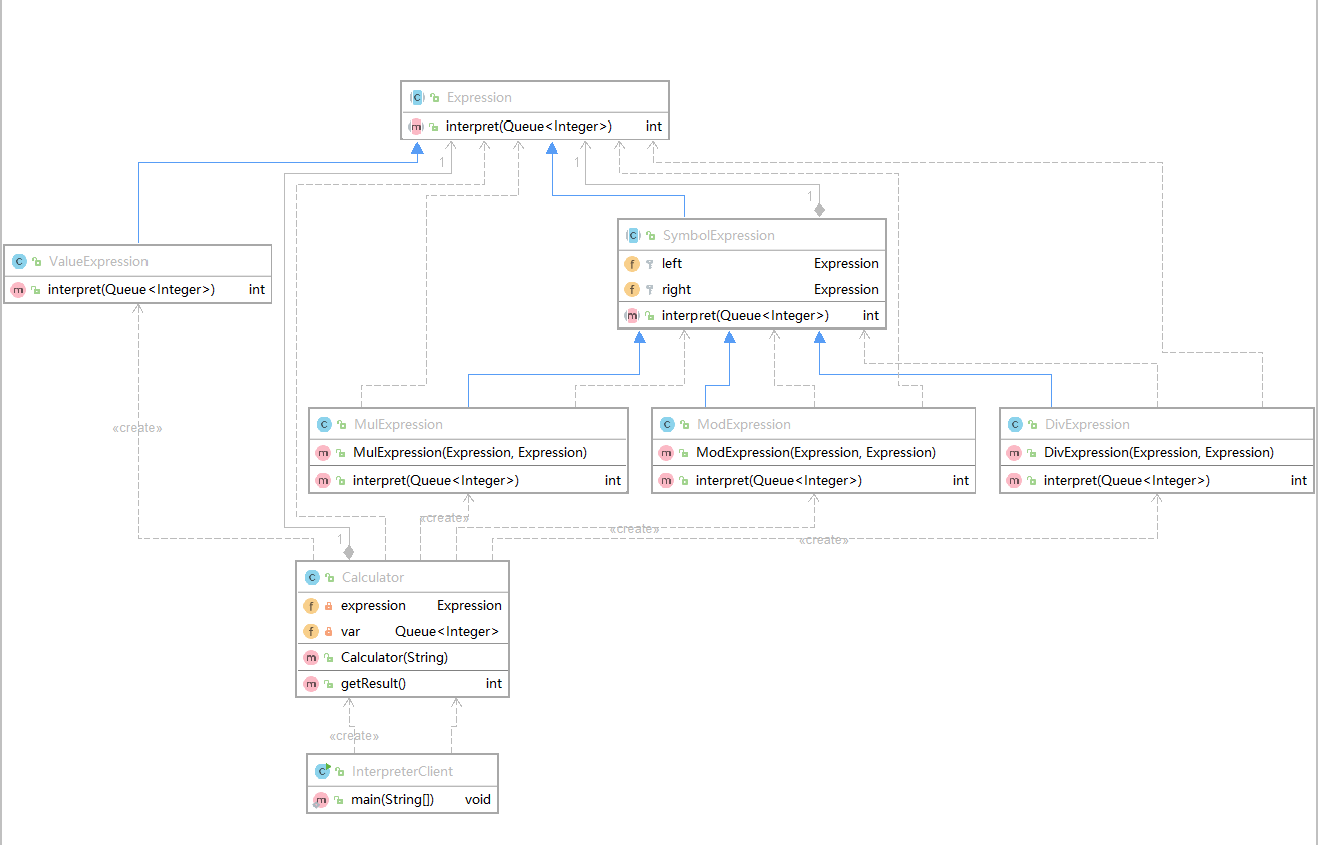 Expression
interpret(Queue<Integer>) int
1
1
1
SymbolExpression
left Expression
right Expression
interpret(Queue<Integer>) int
ValueExpression
interpret(Queue<Integer>) int
MulExpression
MulExpression(Expression, Expression)
interpret(Queue<Integer>) int
ModExpression
ModExpression(Expression, Expression)
interpret(Queue<Integer>) int
DivExpression
DivExpression(Expression, Expression)
interpret(Queue<Integer>) int
«create»
«create»
«create»
«create»
1
Calculator
expression Expression
var Queue<Integer>
Calculator(String)
getResult() int
«create»
InterpreterClient
main(String[]) void